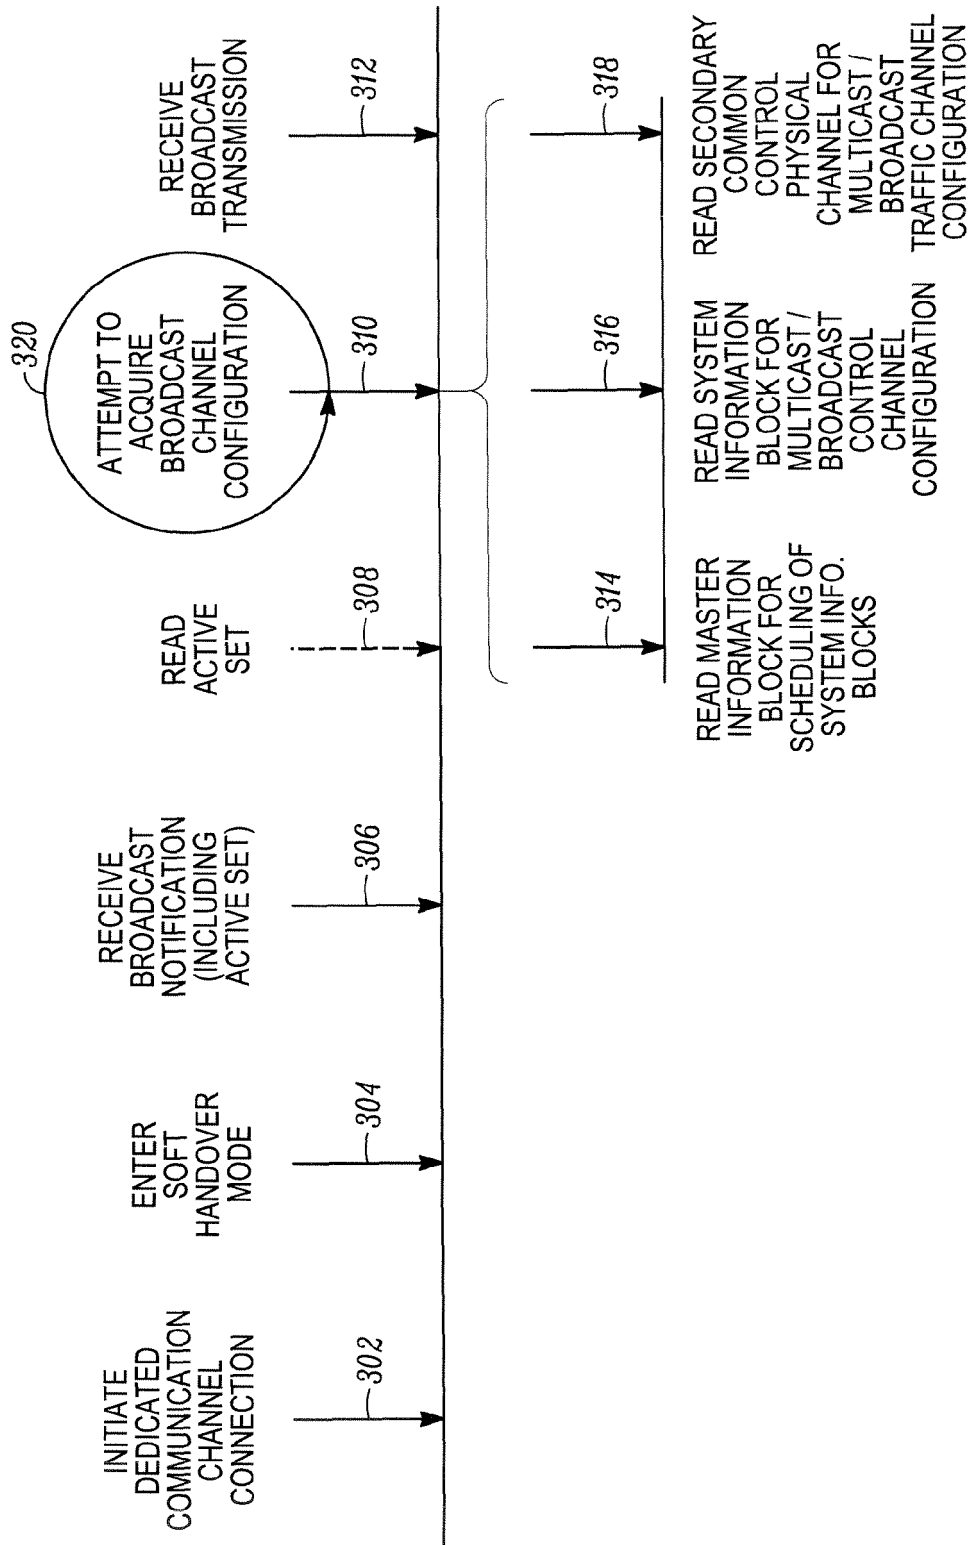 INITIATE
DEDICATED
COMMUNICATION
CHANNEL
CONNECTION
302
ENTER
SOFT
HANDOVER
MODE
304
RECEIVE
BROADCAST
NOTIFICATION
(INCLUDING
ACTIVE SET)
306
READ
ACTIVE
SET
308
320
ATTEMPT TO
ACQUIRE
BROADCAST
CHANNEL
CONFIGURATION
310
RECEIVE
BROADCAST
TRANSMISSION
312
314
READ MASTER
INFORMATION
BLOCK FOR
SCHEDULING OF
SYSTEM INFO.
BLOCKS
316
READ SYSTEM
INFORMATION
BLOCK FOR
MULTICAST /
BROADCAST
CONTROL
CHANNEL
CONFIGURATION
318
READ SECONDARY
COMMON
CONTROL
PHYSICAL
CHANNEL FOR
MULTICAST /
BROADCAST
TRAFFIC CHANNEL
CONFIGURATION